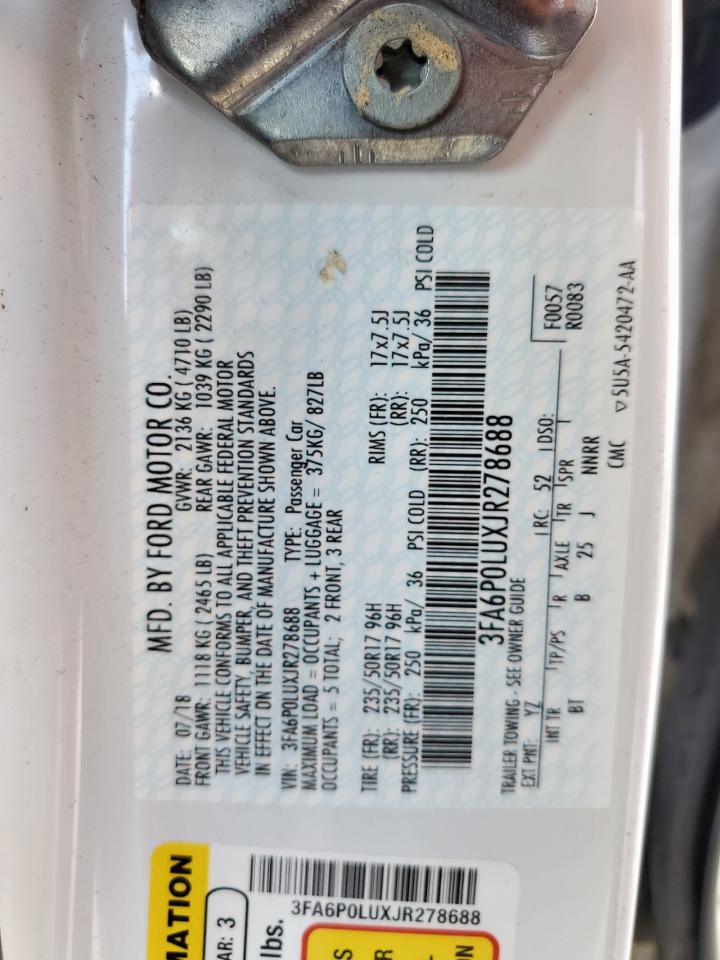 MFD. BY FORD MOTOR CO.
DATE: 07/18 GVWR: 2136 KG ( 4710 LB)
FRONT GAWR: 1118 KG ( 2465 LB) REAR GAWR: 1039 KG ( 2290 LB)
THIS VEHICLE CONFORMS TO ALL APPLICABLE FEDERAL MOTOR
VEHICLE SAFETY, BUMPER, AND THEFT PREVENTION STANDARDS
IN EFFECT ON THE DATE OF MANUFACTURE SHOWN ABOVE.
VIN: 3FA6P0LUXJR278688 TYPE: Passenger Car
MAXIMUM LOAD = OCCUPANTS + LUGGAGE = 375KG/ 827LB
OCCUPANTS = 5 TOTAL; 2 FRONT, 3 REAR
TIRE (FR): 235/50R17 96H RIMS (FR): 17x7.5J
(RR): 235/50R17 96H (RR): 17x7.5J
PRESSURE (FR): 250 kPa/ 36 PSI COLD (RR): 250 kPa/ 36 PSI COLD
3FA6P0LUXJR278688
TRAILER TOWING - SEE OWNER GUIDE
EXT PNT: YZ RC: 52 DSO: F0057
R0083
INT TR TP/PS R AXLE TR SPR
BT B 25 J NNRR
CMC ▽5U5A-5420472-AA
MATION
AR: 3
lbs.
3FA6P0LUXJR278688